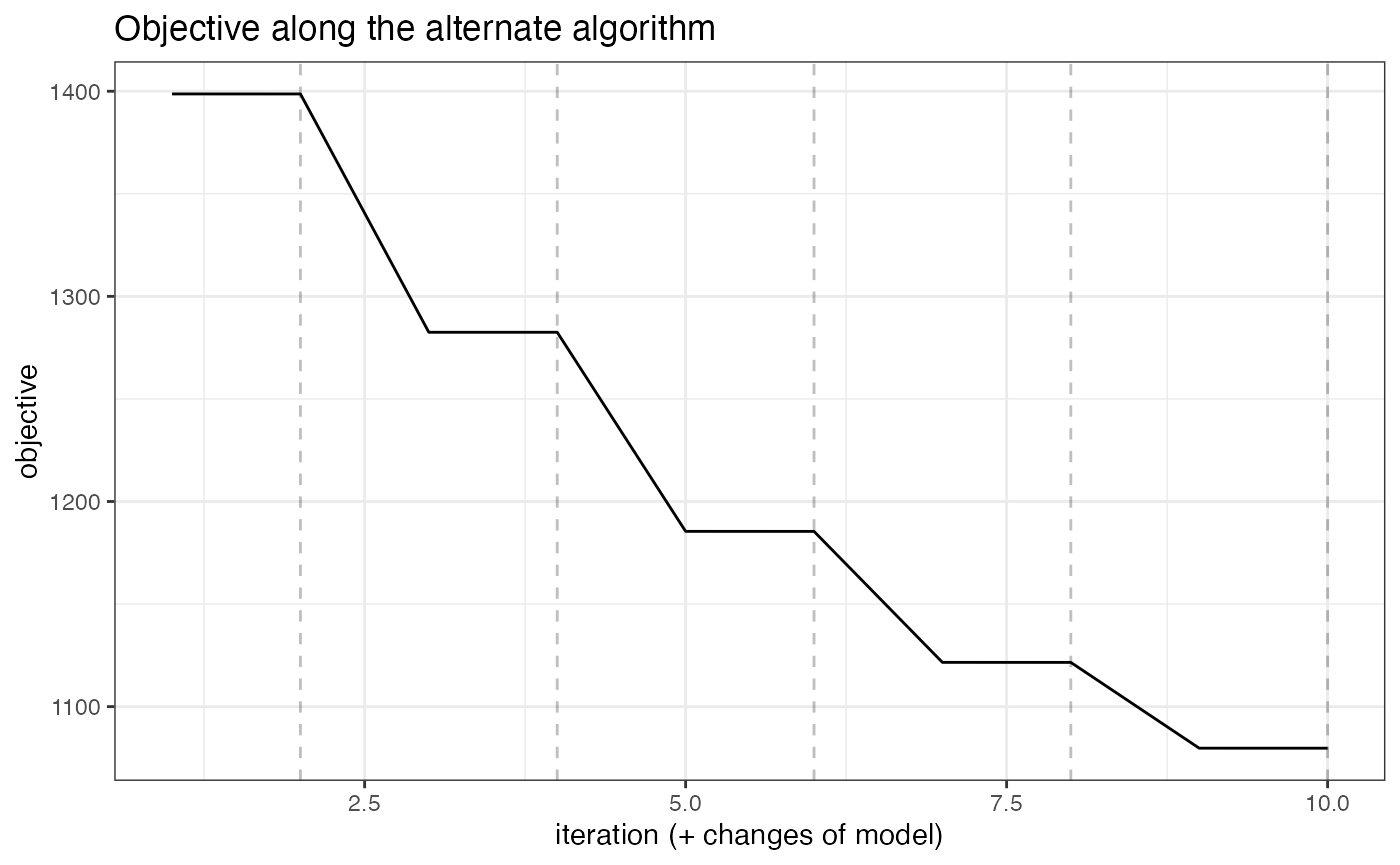 Objective along the alternate algorithm
objective
1400
1300
1200
1100
2.5 5.0 7.5 10.0
iteration (+ changes of model)